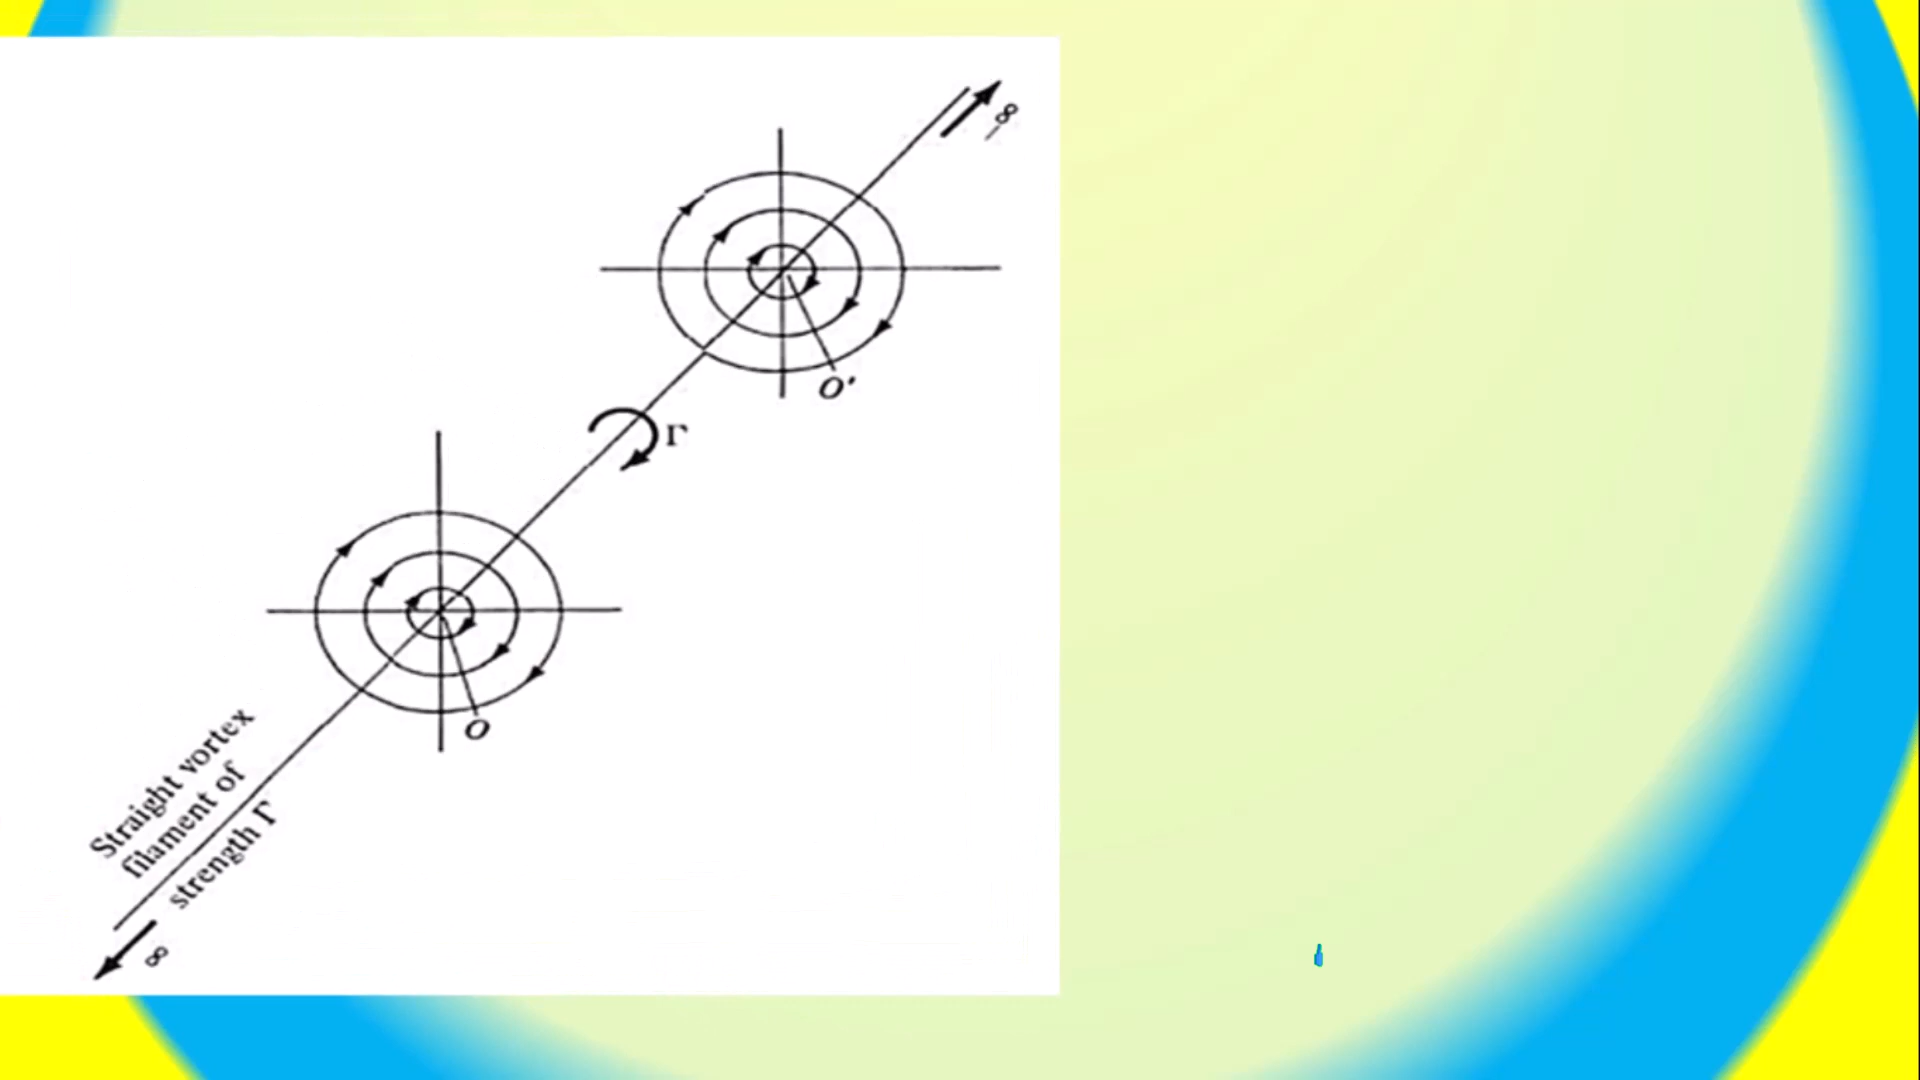 -∞
O'
Γ
O
Straight vortex
filament of
strength Γ
∞